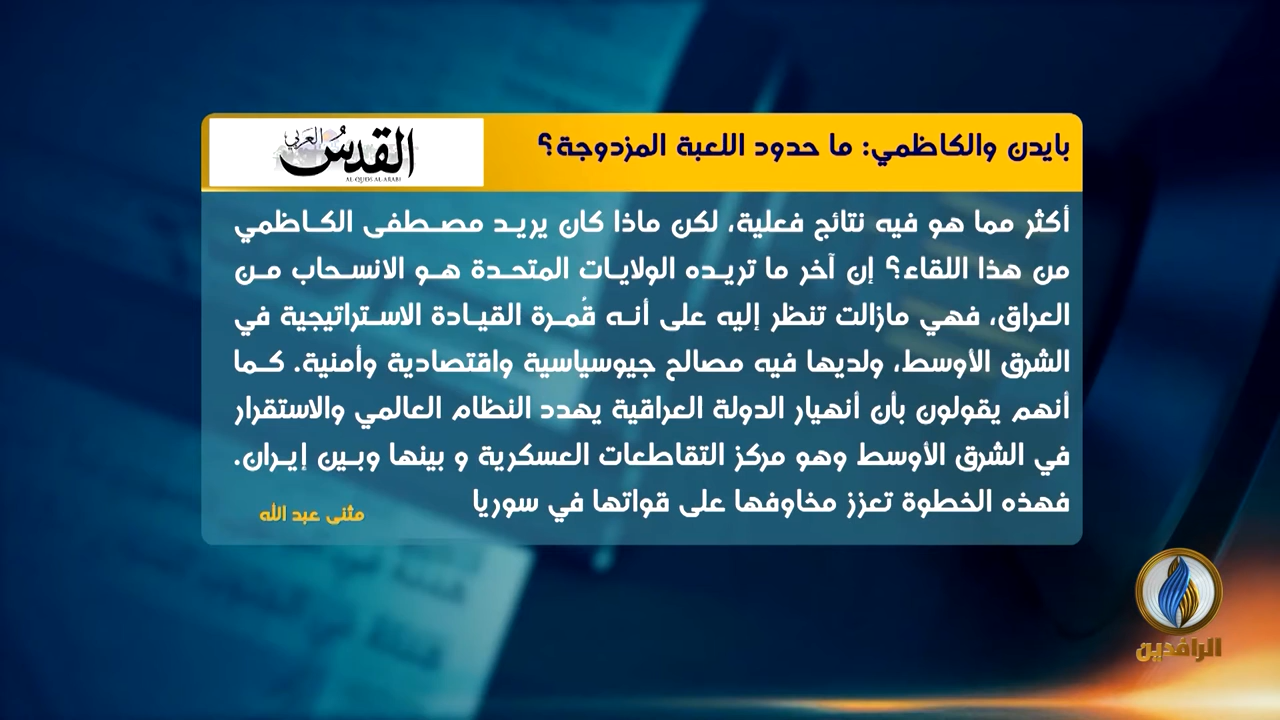 بايدن والكاظمي: ما حدود اللعبة المزدوجة؟
القدس العربي
AL-QUDS AL-ARABI
أكثر مما هو فيه نتائج فعلية، لكن ماذا كان يريد مصطفى الكاظمي
من هذا اللقاء؟ إن آخر ما تريده الولايات المتحدة هو الانسحاب من
العراق، فهي مازالت تنظر إليه على أنه قُمرة القيادة الاستراتيجية في
الشرق الأوسط، ولديها فيه مصالح جيوسياسية واقتصادية وأمنية. كما
أنهم يقولون بأن أنهيار الدولة العراقية يهدد النظام العالمي والاستقرار
في الشرق الأوسط وهو مركز التقاطعات العسكرية و بينها وبين إيران.
فهذه الخطوة تعزز مخاوفها على قواتها في سوريا
مثنى عبد الله
الرافدين